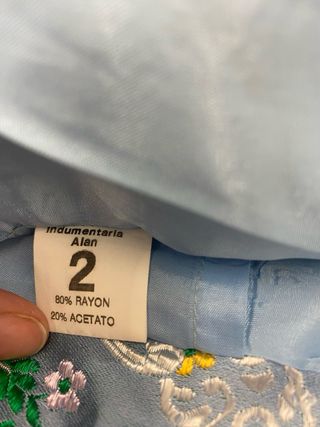 Indumentaria
Alan
2
80% RAYON
20% ACETATO